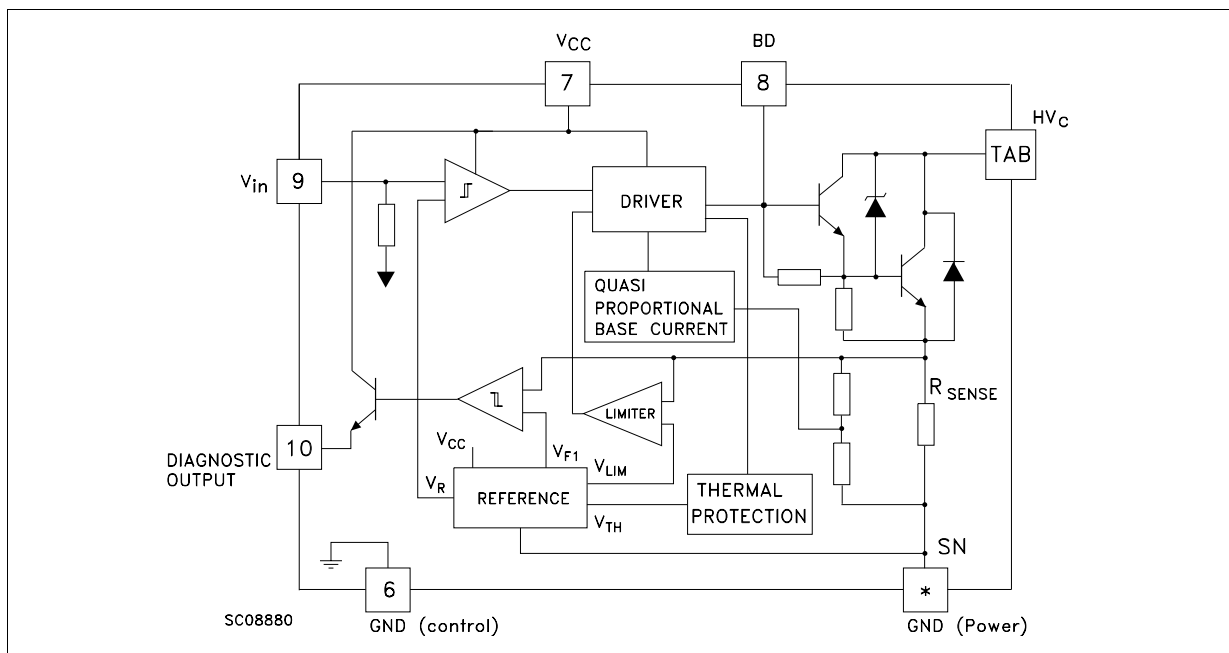 VCC
BD
7
8
HVC
TAB
Vin
9
DRIVER
QUASI
PROPORTIONAL
BASE CURRENT
RSENSE
LIMITER
10
DIAGNOSTIC
OUTPUT
VCC
VF1
VLIM
VR
REFERENCE
VTH
THERMAL
PROTECTION
SN
6
*
SC08880
GND (control)
GND (Power)